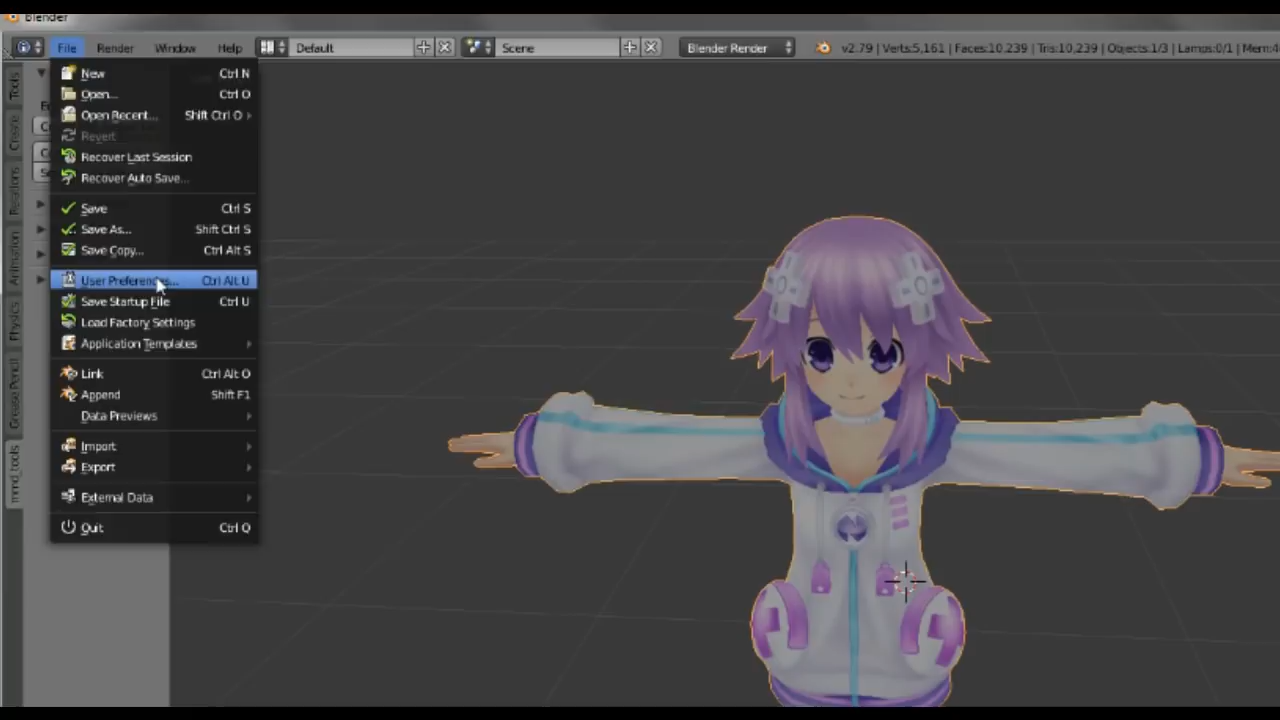 Blender
File Render Window Help Default Scene Blender Render v2.79 | Verts:5,161 | Faces:10,239 | Tris:10,239 | Objects:1/3 | Lamps:0/1 | Mem:4
New Ctrl N
Open... Ctrl O
Open Recent... Shift Ctrl O
Revert
Recover Last Session
Recover Auto Save...
Save Ctrl S
Save As... Shift Ctrl S
Save Copy... Ctrl Alt S
User Preferences... Ctrl Alt U
Save Startup File Ctrl U
Load Factory Settings
Application Templates
Link Ctrl Alt O
Append Shift F1
Data Previews
Import
Export
External Data
Quit Ctrl Q
Tools
Create
Relations
Animation
Physics
Grease Pencil
mmd_tools